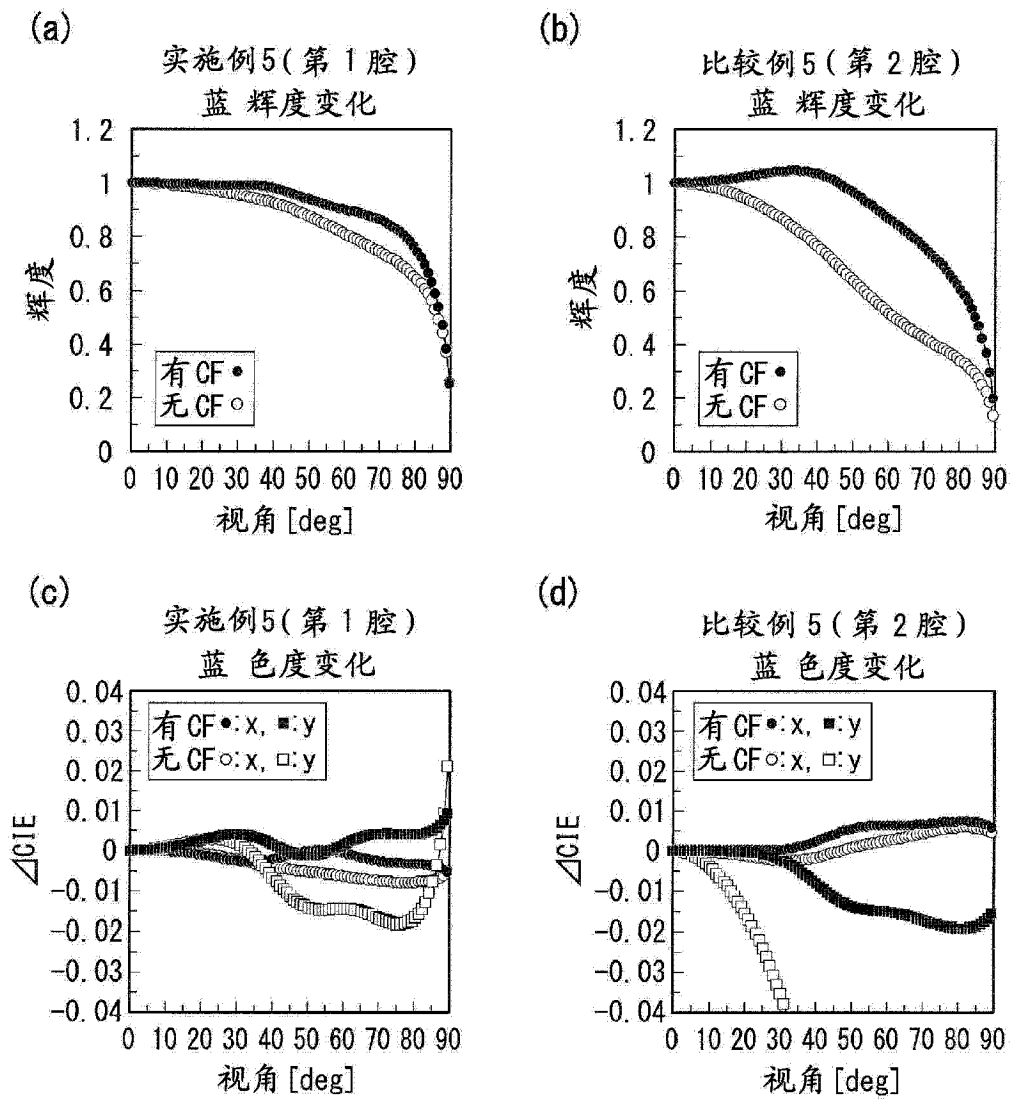 (a)
实施例5(第1腔)
蓝 辉度变化
1.2
1
0.8
0.6
0.4
0.2
0
辉度
有CF●
无CF○
0 10 20 30 40 50 60 70 80 90
视角[deg]
(b)
比较例5(第2腔)
蓝 辉度变化
1.2
1
0.8
0.6
0.4
0.2
0
辉度
有CF●
无CF○
0 10 20 30 40 50 60 70 80 90
视角[deg]
(c)
实施例5(第1腔)
蓝 色度变化
0.04
0.03
0.02
0.01
0
-0.01
-0.02
-0.03
-0.04
⊿CIE
有CF●:x, ■:y
无CF○:x, □:y
0 10 20 30 40 50 60 70 80 90
视角[deg]
(d)
比较例5(第2腔)
蓝 色度变化
0.04
0.03
0.02
0.01
0
-0.01
-0.02
-0.03
-0.04
⊿CIE
有CF●:x, ■:y
无CF○:x, □:y
0 10 20 30 40 50 60 70 80 90
视角[deg]